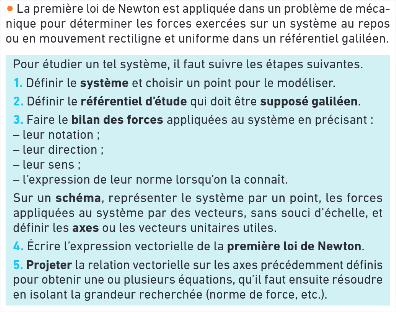 • La première loi de Newton est appliquée dans un problème de méca-
nique pour déterminer les forces exercées sur un système au repos
ou en mouvement rectiligne et uniforme dans un référentiel galiléen.
Pour étudier un tel système, il faut suivre les étapes suivantes.
1. Définir le système et choisir un point pour le modéliser.
2. Définir le référentiel d'étude qui doit être supposé galiléen.
3. Faire le bilan des forces appliquées au système en précisant :
– leur notation ;
– leur direction ;
– leur sens ;
– l'expression de leur norme lorsqu'on la connaît.
Sur un schéma, représenter le système par un point, les forces
appliquées au système par des vecteurs, sans souci d'échelle, et
définir les axes ou les vecteurs unitaires utiles.
4. Écrire l'expression vectorielle de la première loi de Newton.
5. Projeter la relation vectorielle sur les axes précédemment définis
pour obtenir une ou plusieurs équations, qu'il faut ensuite résoudre
en isolant la grandeur recherchée (norme de force, etc.).